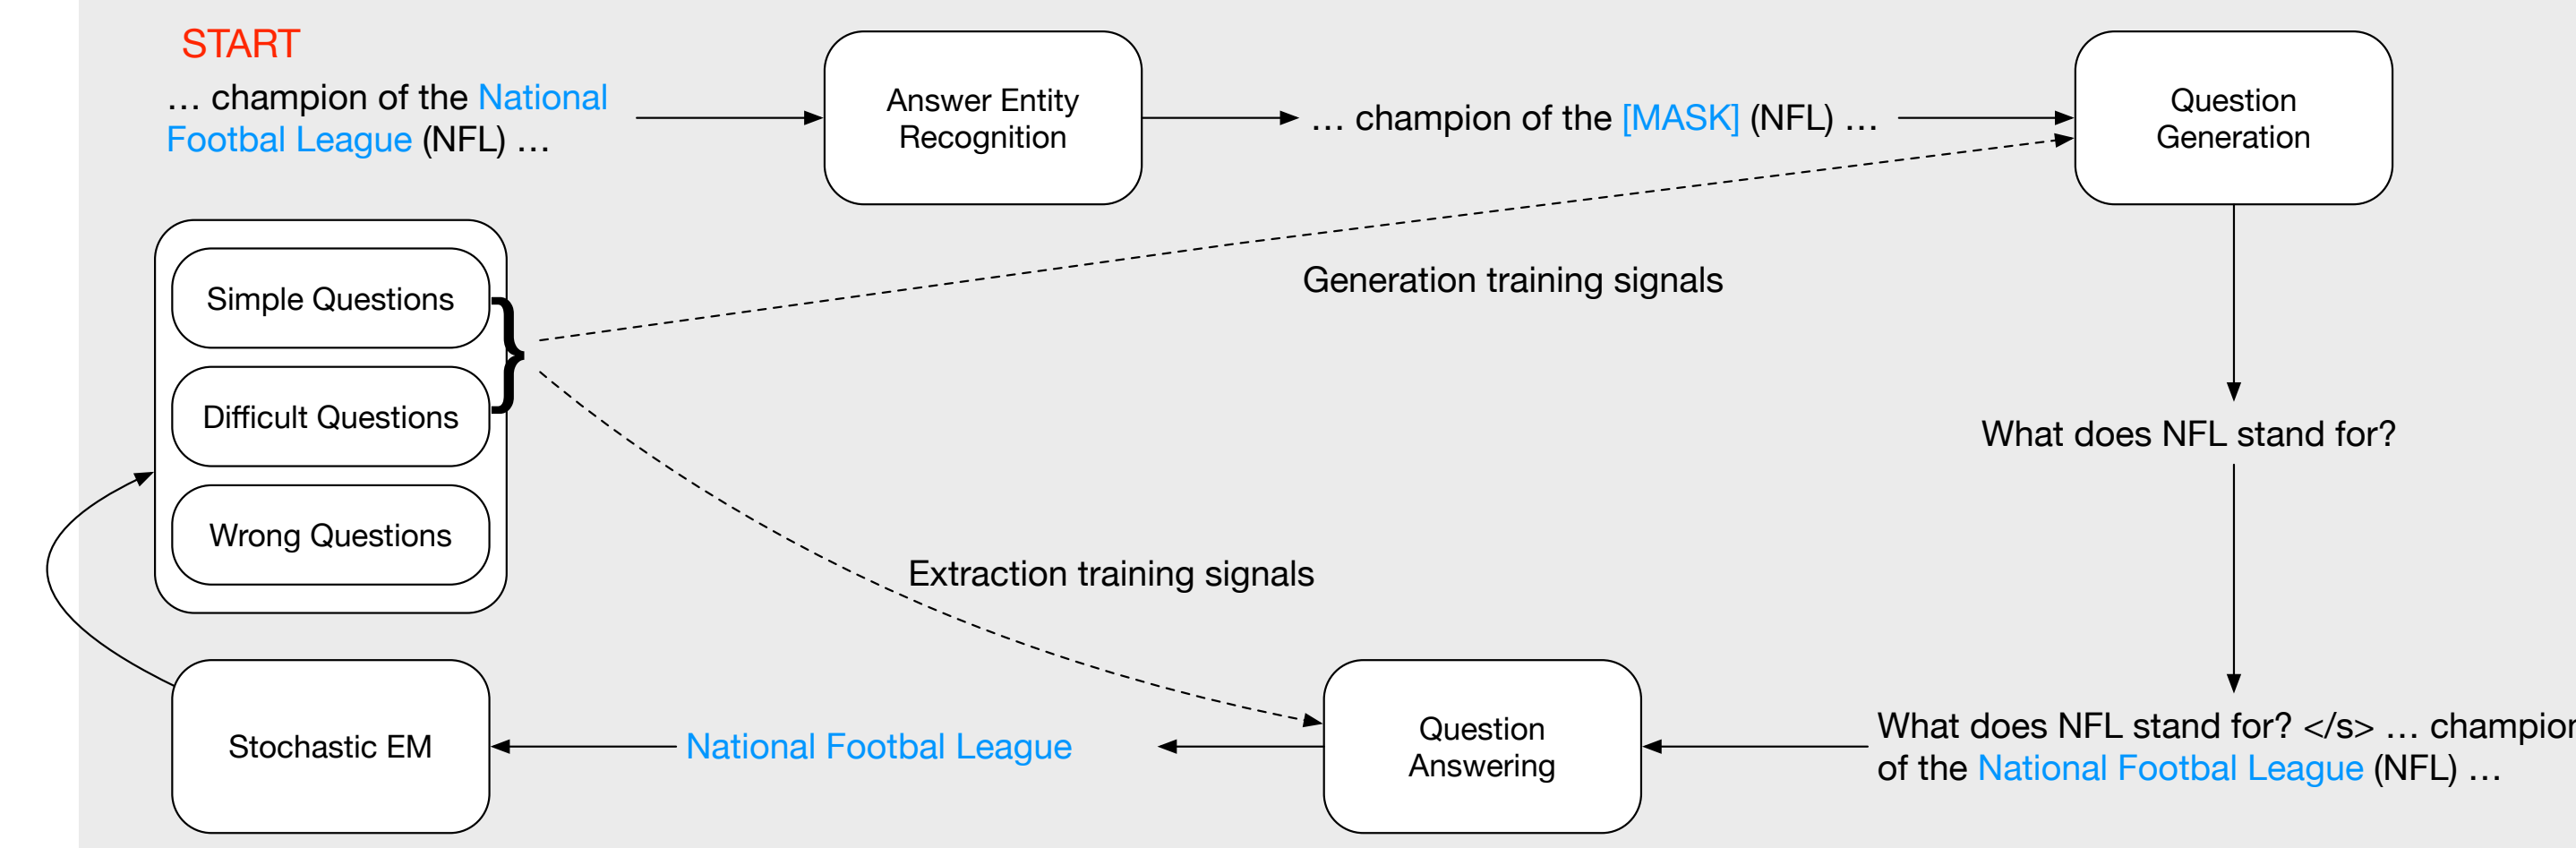 START
… champion of the National
Footbal League (NFL) …
Answer Entity
Recognition
… champion of the [MASK] (NFL) …
Question
Generation
Simple Questions
Difficult Questions
Wrong Questions
}
Generation training signals
What does NFL stand for?
Extraction training signals
Stochastic EM
National Footbal League
Question
Answering
What does NFL stand for? </s> … champion
of the National Footbal League (NFL) …